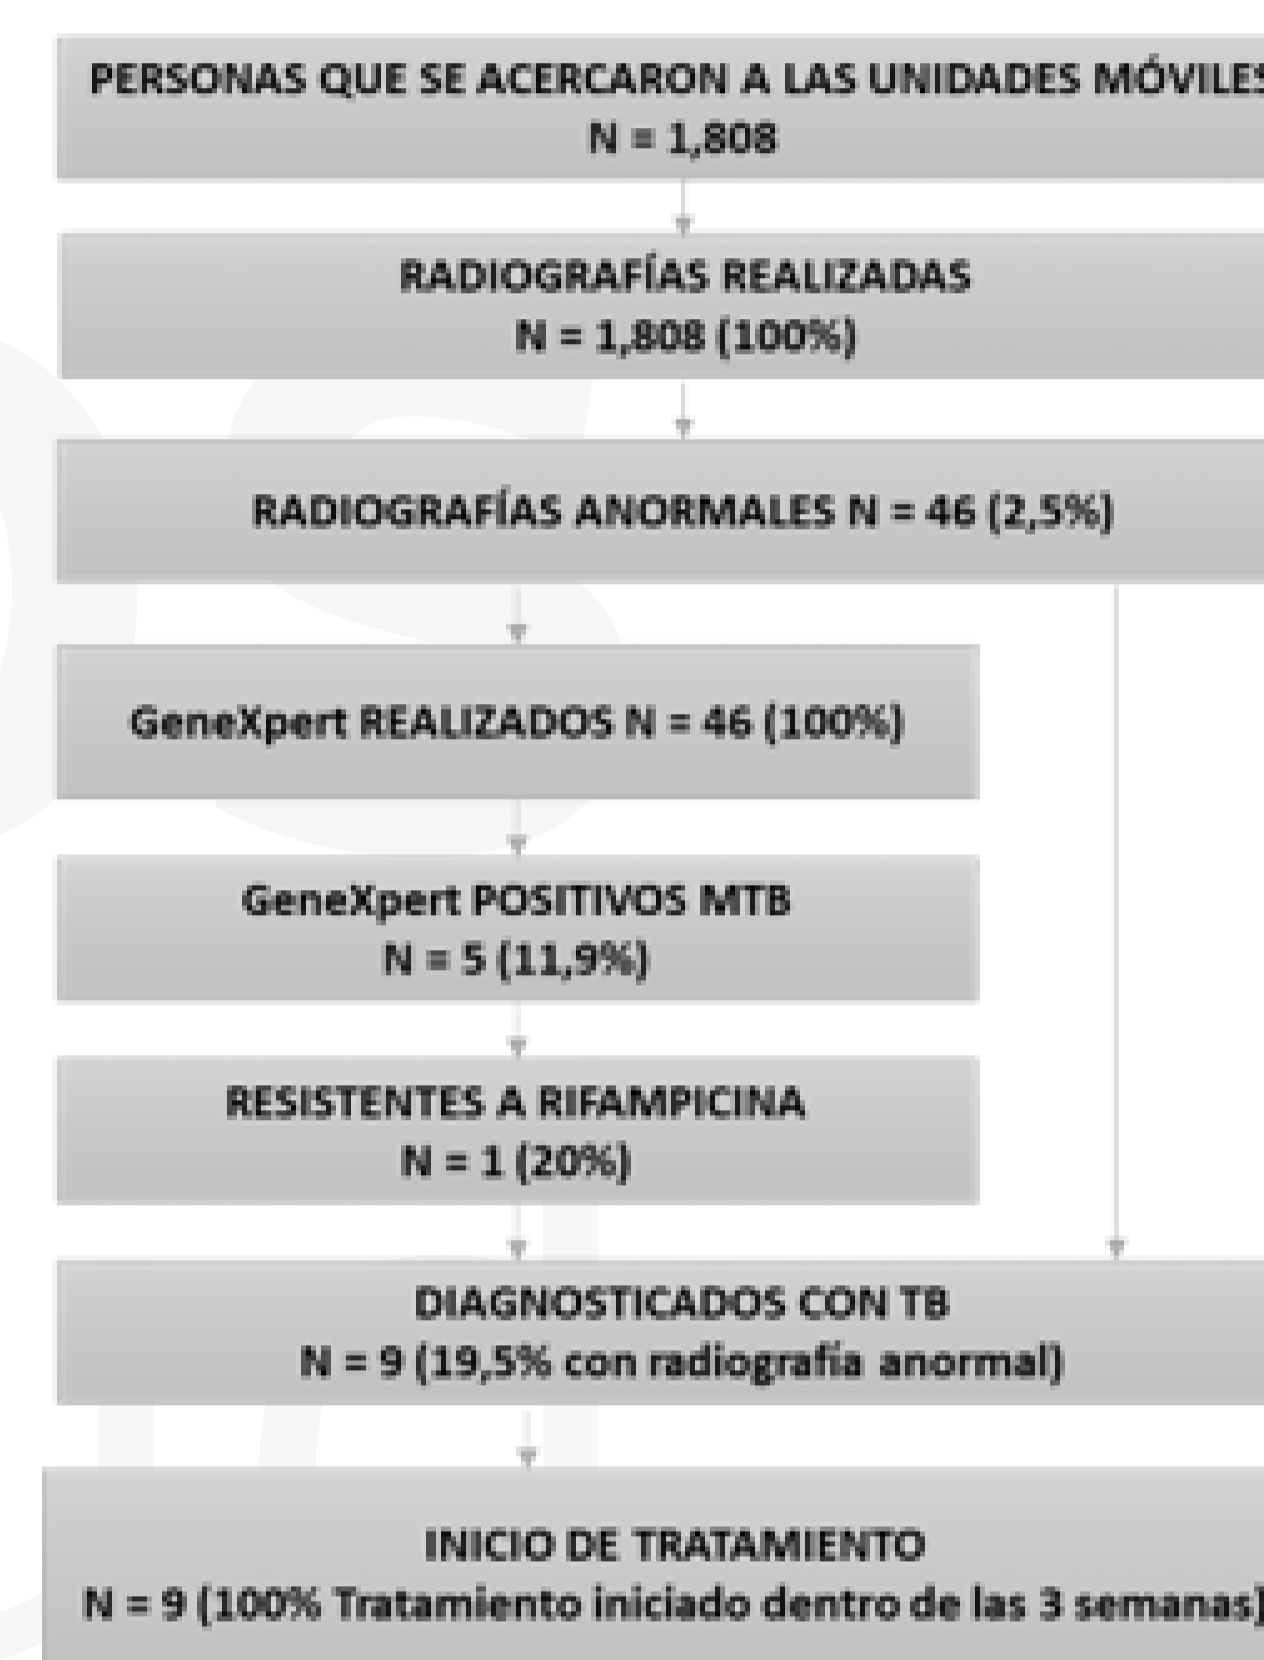 PERSONAS QUE SE ACERCARON A LAS UNIDADES MÓVILES
N = 1,808
RADIOGRAFÍAS REALIZADAS
N = 1,808 (100%)
RADIOGRAFÍAS ANORMALES N = 46 (2,5%)
GeneXpert REALIZADOS N = 46 (100%)
GeneXpert POSITIVOS MTB
N = 5 (11,9%)
RESISTENTES A RIFAMPICINA
N = 1 (20%)
DIAGNOSTICADOS CON TB
N = 9 (19,5% con radiografía anormal)
INICIO DE TRATAMIENTO
N = 9 (100% Tratamiento iniciado dentro de las 3 semanas)